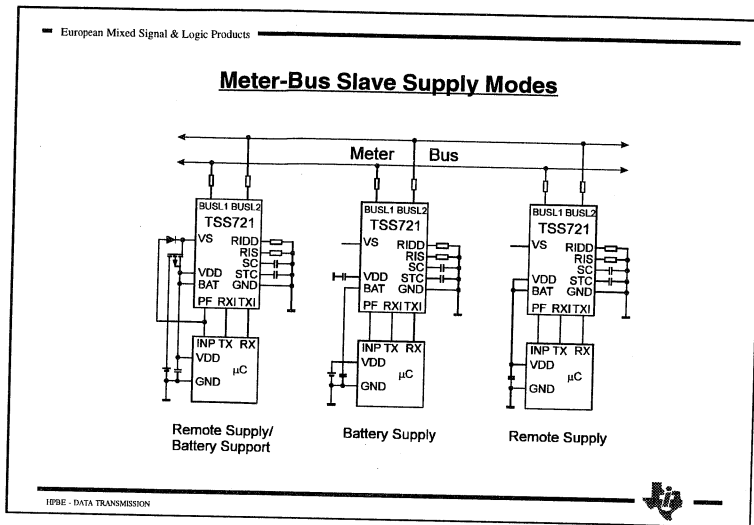 European Mixed Signal & Logic Products
Meter-Bus Slave Supply Modes
Meter Bus
BUSL1 BUSL2
TSS721
VS
RIDD
RIS
SC
VDD
STC
BAT
GND
PF RXI TXI
INP TX RX
VDD
µC
GND
Remote Supply/
Battery Support
BUSL1 BUSL2
TSS721
VS
RIDD
RIS
SC
VDD
STC
BAT
GND
PF RXI TXI
INP TX RX
VDD
µC
GND
Battery Supply
BUSL1 BUSL2
TSS721
VS
RIDD
RIS
SC
VDD
STC
BAT
GND
PF RXI TXI
INP TX RX
VDD
µC
GND
Remote Supply
HPBE - DATA TRANSMISSION